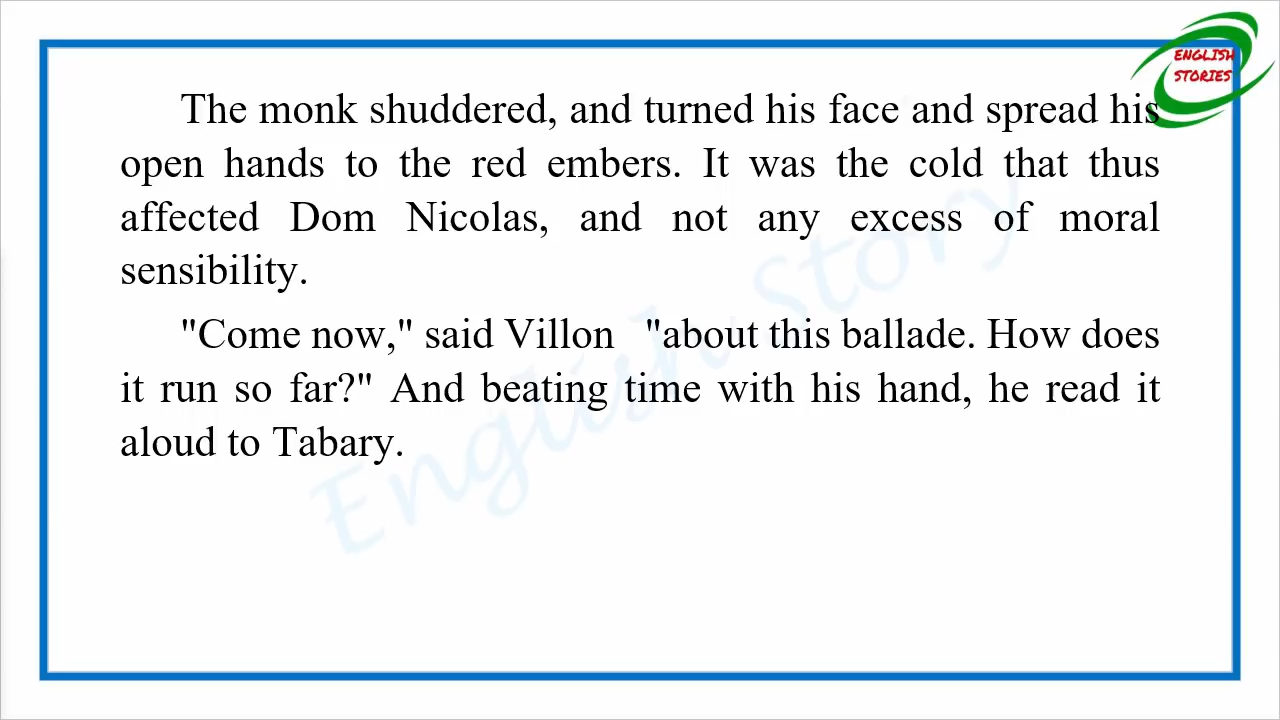 ENGLISH
STORIES
The monk shuddered, and turned his face and spread his
open hands to the red embers. It was the cold that thus
affected Dom Nicolas, and not any excess of moral
sensibility.
"Come now," said Villon   "about this ballade. How does
it run so far?" And beating time with his hand, he read it
aloud to Tabary.
English Story